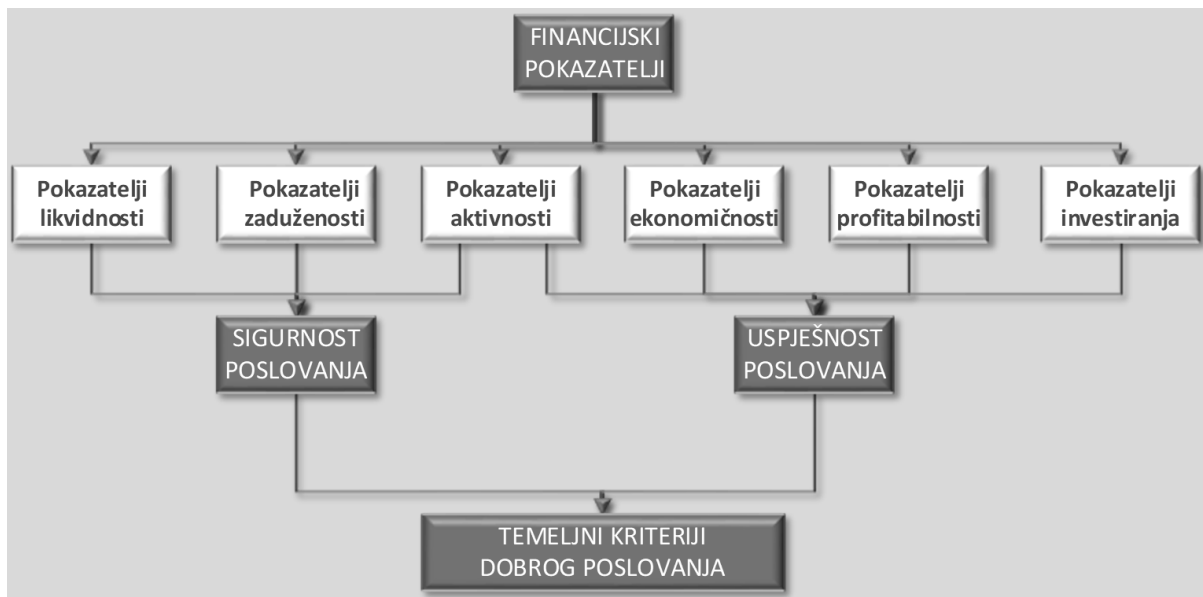 FINANCIJSKI
POKAZATELJI
Pokazatelji
likvidnosti
Pokazatelji
zaduženosti
Pokazatelji
aktivnosti
Pokazatelji
ekonomičnosti
Pokazatelji
profitabilnosti
Pokazatelji
investiranja
SIGURNOST
POSLOVANJA
USPJEŠNOST
POSLOVANJA
TEMELJNI KRITERIJI
DOBROG POSLOVANJA